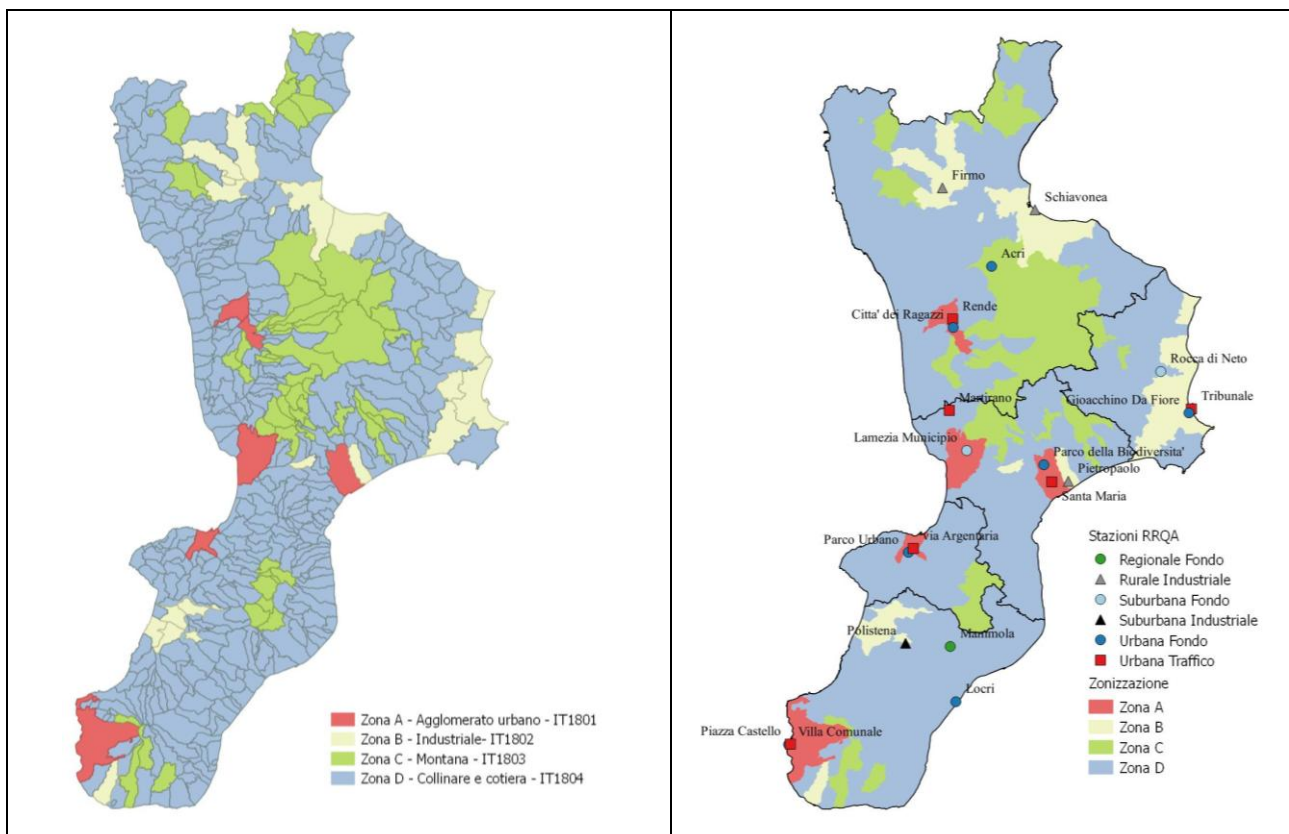 Zona A - Agglomerato urbano - IT1801
Zona B - Industriale- IT1802
Zona C - Montana - IT1803
Zona D - Collinare e cotiera - IT1804
Firmo
Schiavonea
Acri
Citta' dei Ragazzi
Rende
Rocca di Neto
Martirano
Gioacchino Da Fiore
Tribunale
Lamezia Municipio
Parco della Biodiversita'
Pietropaolo
Santa Maria
Parco Urbano
Via Argentaria
Polistena
Mammola
Locri
Piazza Castello
Villa Comunale
Stazioni RRQA
Regionale Fondo
Rurale Industriale
Suburbana Fondo
Suburbana Industriale
Urbana Fondo
Urbana Traffico
Zonizzazione
Zona A
Zona B
Zona C
Zona D